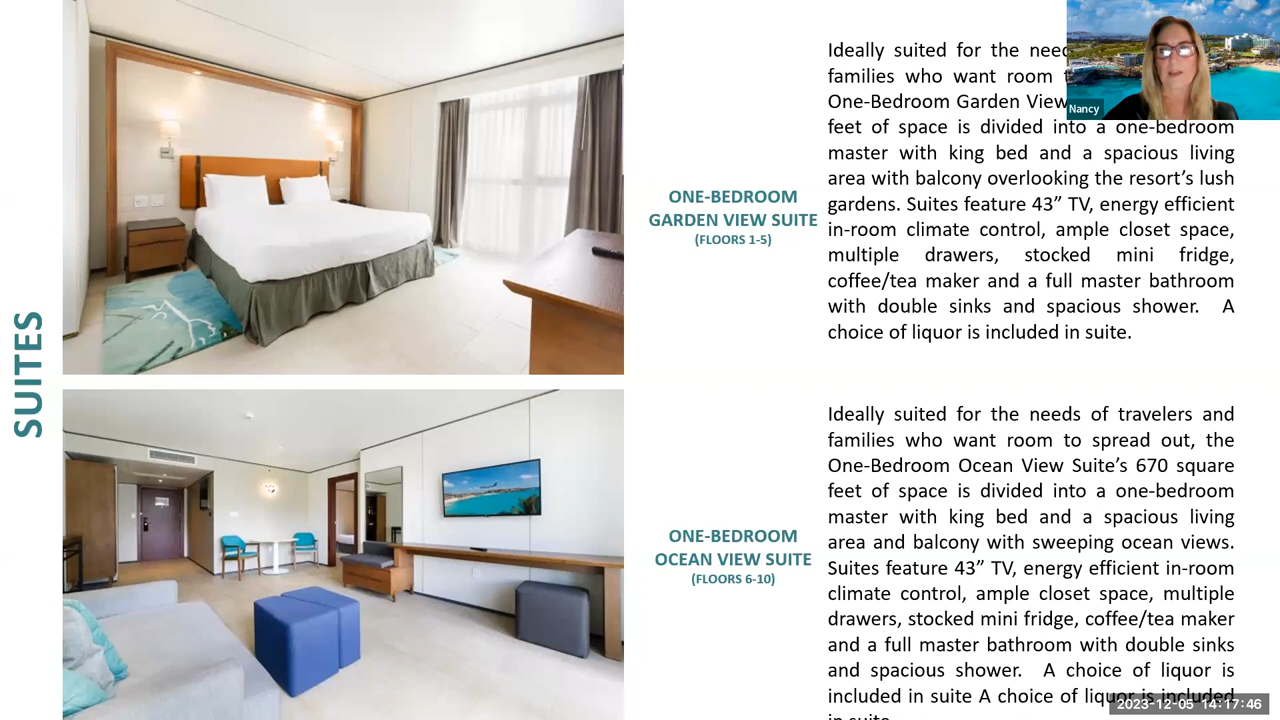 SUITES
ONE-BEDROOM
GARDEN VIEW SUITE
(FLOORS 1-5)
Ideally suited for the
families who want room
One-Bedroom Garden View
feet of space is divided into a one-bedroom
master with king bed and a spacious living
area with balcony overlooking the resort’s lush
gardens. Suites feature 43” TV, energy efficient
in-room climate control, ample closet space,
multiple drawers, stocked mini fridge,
coffee/tea maker and a full master bathroom
with double sinks and spacious shower. A
choice of liquor is included in suite.
Nancy
ONE-BEDROOM
OCEAN VIEW SUITE
(FLOORS 6-10)
Ideally suited for the needs of travelers and
families who want room to spread out, the
One-Bedroom Ocean View Suite’s 670 square
feet of space is divided into a one-bedroom
master with king bed and a spacious living
area and balcony with sweeping ocean views.
Suites feature 43” TV, energy efficient in-room
climate control, ample closet space, multiple
drawers, stocked mini fridge, coffee/tea maker
and a full master bathroom with double sinks
and spacious shower. A choice of liquor is
included in suite A choice of liquor is included
in suite
2023-12-05 14:17:46